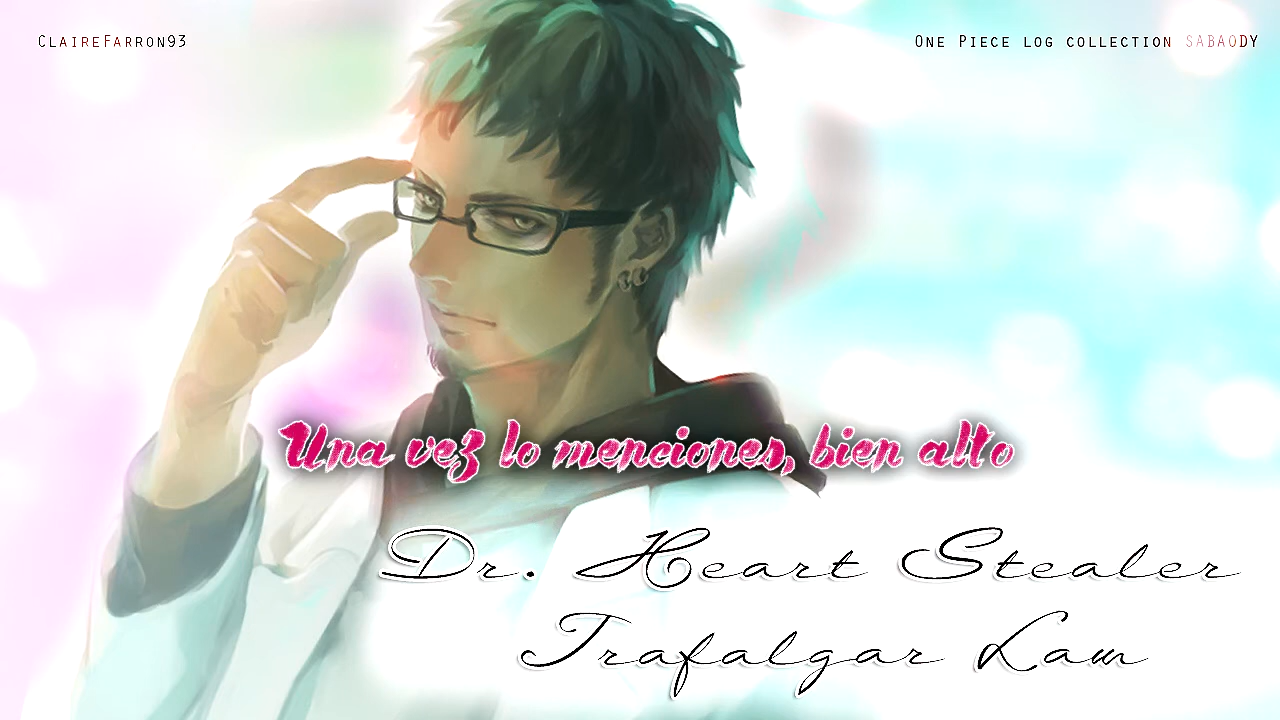 ClaireFarron93
One Piece log collection SABAODY
Una vez lo menciones, bien alto
Dr. Heart Stealer
Trafalgar Law